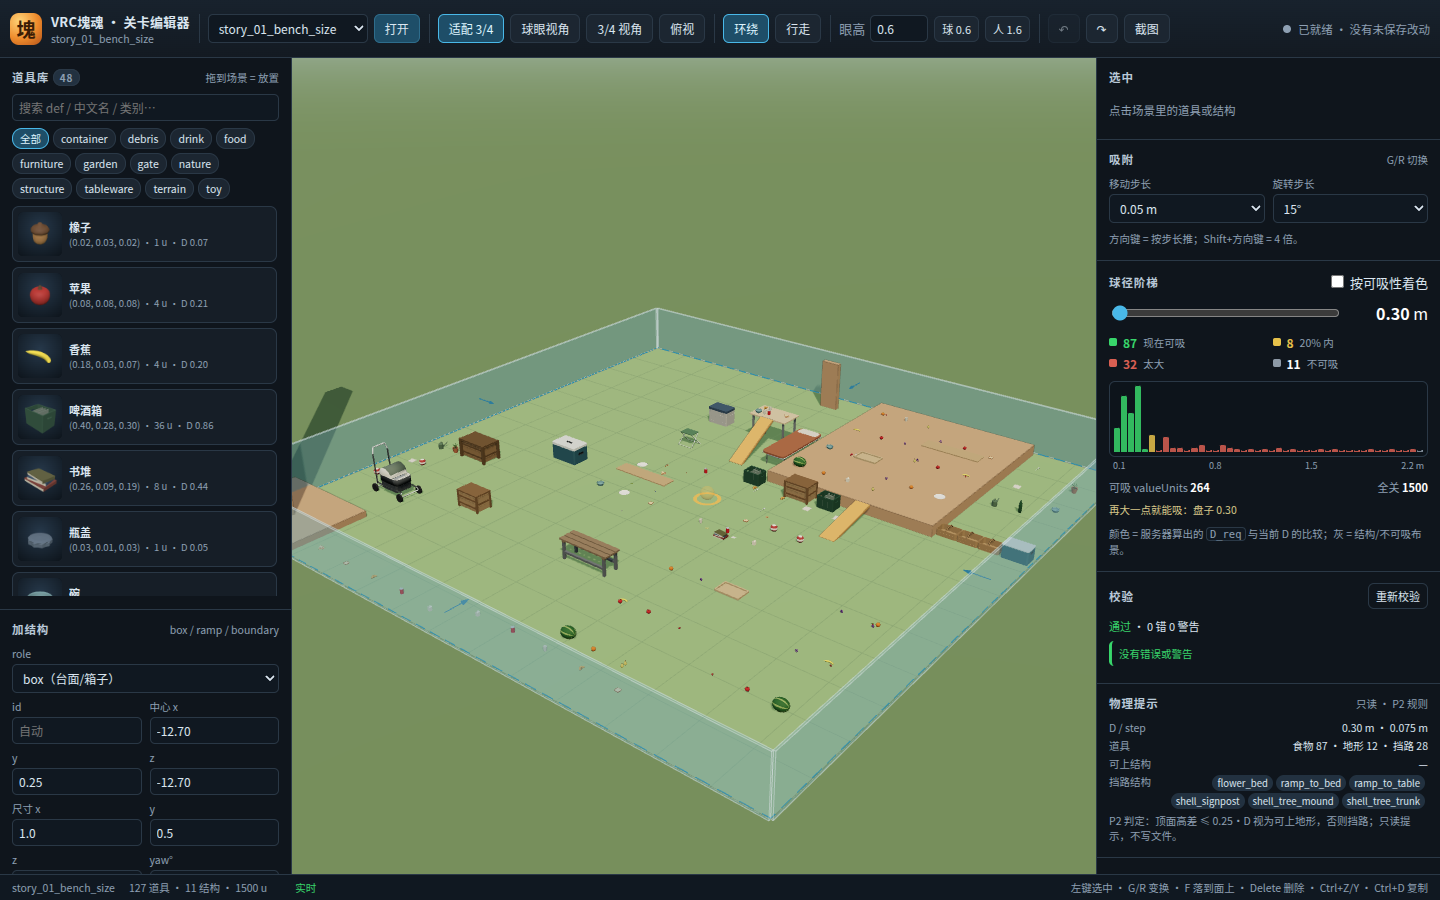 塊
VRC塊魂 · 关卡编辑器
story_01_bench_size
story_01_bench_size
打开
适配 3/4
球眼视角
3/4 视角
俯视
环绕
行走
眼高
0.6
球 0.6
人 1.6
↶
↷
截图
已就绪 · 没有未保存改动
道具库 48
拖到场景 = 放置
搜索 def / 中文名 / 类别…
全部 container debris drink food
furniture garden gate nature
structure tableware terrain toy
橡子
(0.02, 0.03, 0.02) · 1 u · D 0.07
苹果
(0.08, 0.08, 0.08) · 4 u · D 0.21
香蕉
(0.18, 0.03, 0.07) · 4 u · D 0.20
啤酒箱
(0.40, 0.28, 0.30) · 36 u · D 0.86
书堆
(0.26, 0.09, 0.19) · 8 u · D 0.44
瓶盖
(0.03, 0.01, 0.03) · 1 u · D 0.05
碗
加结构
box / ramp / boundary
role
box（台面/箱子）
id 中心 x
自动 -12.70
y z
0.25 -12.70
尺寸 x y
1.0 0.5
z yaw°
选中
点击场景里的道具或结构
吸附
G/R 切换
移动步长 旋转步长
0.05 m 15°
方向键 = 按步长推；Shift+方向键 = 4 倍。
球径阶梯
按可吸性着色
0.30 m
87 现在可吸 8 20% 内
32 太大 11 不可吸
0.1 0.8 1.5 2.2 m
可吸 valueUnits 264
全关 1500
再大一点就能吸：盘子 0.30
颜色 = 服务器算出的 D_req 与当前 D 的比较；灰 = 结构/不可吸布
景。
校验
重新校验
通过 · 0 错 0 警告
没有错误或警告
物理提示
只读 · P2 规则
D / step 0.30 m · 0.075 m
道具 食物 87 · 地形 12 · 挡路 28
可上结构 —
挡路结构 flower_bed ramp_to_bed ramp_to_table
shell_signpost shell_tree_mound shell_tree_trunk
P2 判定：顶面高差 ≤ 0.25 · D 视为可上地形，否则挡路；只读提
示，不写文件。
story_01_bench_size 127 道具 · 11 结构 · 1500 u 实时
左键选中 · G/R 变换 · F 落到面上 · Delete 删除 · Ctrl+Z/Y · Ctrl+D 复制